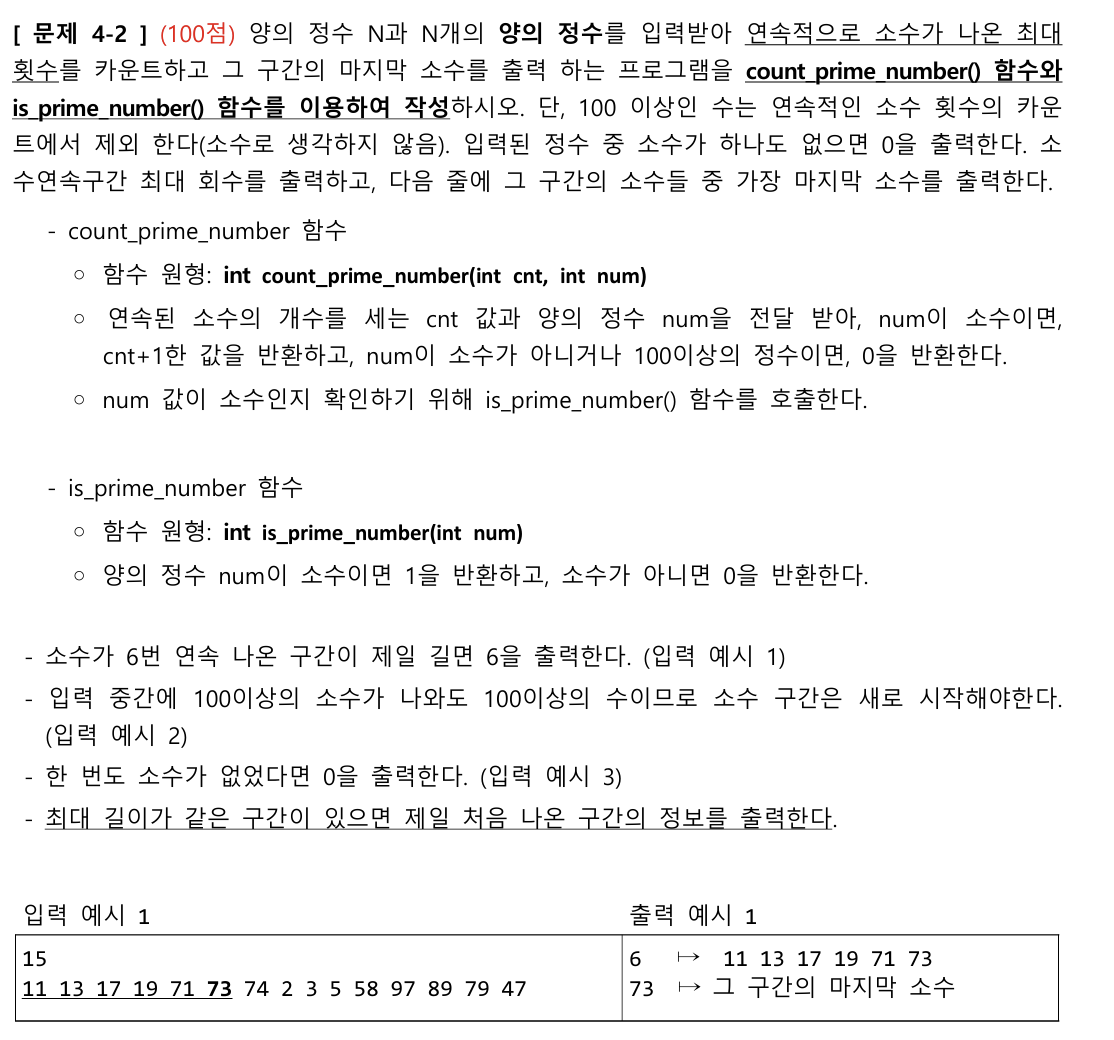 [ 문제 4-2 ] (100점) 양의 정수 N과 N개의 양의 정수를 입력받아 연속적으로 소수가 나온 최대
횟수를 카운트하고 그 구간의 마지막 소수를 출력 하는 프로그램을 count_prime_number() 함수와
is_prime_number() 함수를 이용하여 작성하시오. 단, 100 이상인 수는 연속적인 소수 횟수의 카운
트에서 제외 한다(소수로 생각하지 않음). 입력된 정수 중 소수가 하나도 없으면 0을 출력한다. 소
수연속구간 최대 회수를 출력하고, 다음 줄에 그 구간의 소수들 중 가장 마지막 소수를 출력한다.
- count_prime_number 함수
○ 함수 원형: int count_prime_number(int cnt, int num)
○ 연속된 소수의 개수를 세는 cnt 값과 양의 정수 num을 전달 받아, num이 소수이면,
cnt+1한 값을 반환하고, num이 소수가 아니거나 100이상의 정수이면, 0을 반환한다.
○ num 값이 소수인지 확인하기 위해 is_prime_number() 함수를 호출한다.
- is_prime_number 함수
○ 함수 원형: int is_prime_number(int num)
○ 양의 정수 num이 소수이면 1을 반환하고, 소수가 아니면 0을 반환한다.
- 소수가 6번 연속 나온 구간이 제일 길면 6을 출력한다. (입력 예시 1)
- 입력 중간에 100이상의 소수가 나와도 100이상의 수이므로 소수 구간은 새로 시작해야한다.
(입력 예시 2)
- 한 번도 소수가 없었다면 0을 출력한다. (입력 예시 3)
- 최대 길이가 같은 구간이 있으면 제일 처음 나온 구간의 정보를 출력한다.
입력 예시 1
15
11 13 17 19 71 73 74 2 3 5 58 97 89 79 47
출력 예시 1
6 ↦ 11 13 17 19 71 73
73 ↦ 그 구간의 마지막 소수